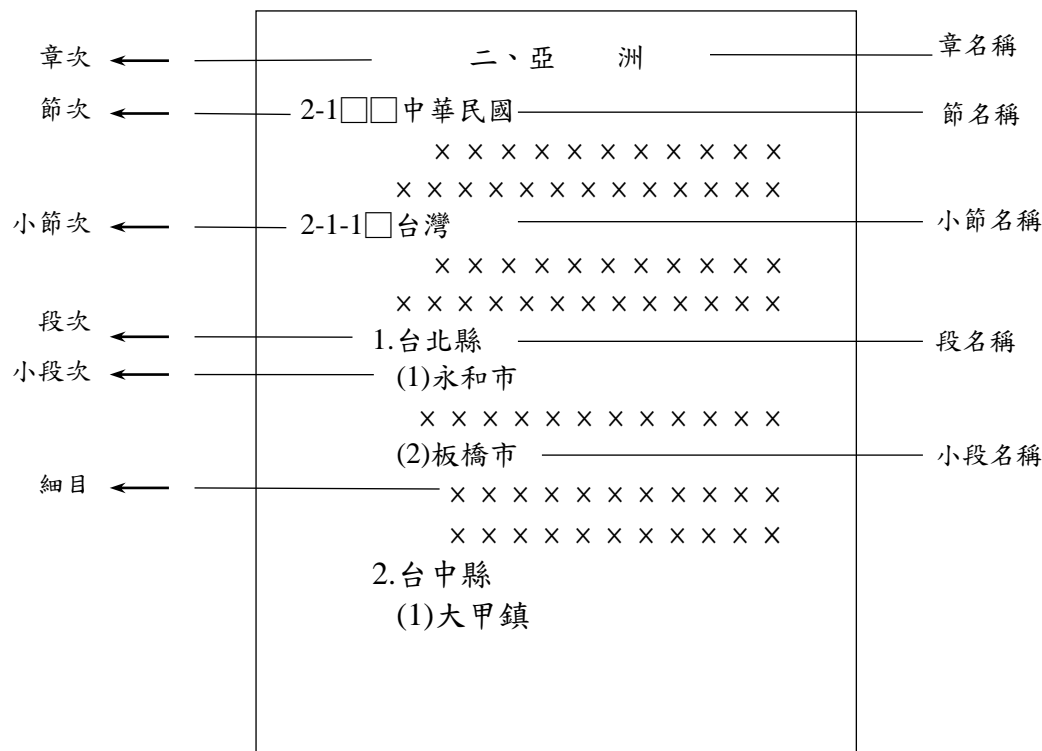 章次 二、亞 洲 章名稱
節次 2-1□□中華民國 節名稱
× × × × × × × × × × ×
× × × × × × × × × × × × ×
小節次 2-1-1□台灣 小節名稱
× × × × × × × × × × ×
× × × × × × × × × × × × ×
段次 1.台北縣 段名稱
小段次 (1)永和市
× × × × × × × × × × × ×
(2)板橋市 小段名稱
細目 × × × × × × × × × × ×
× × × × × × × × × × ×
2.台中縣
(1)大甲鎮